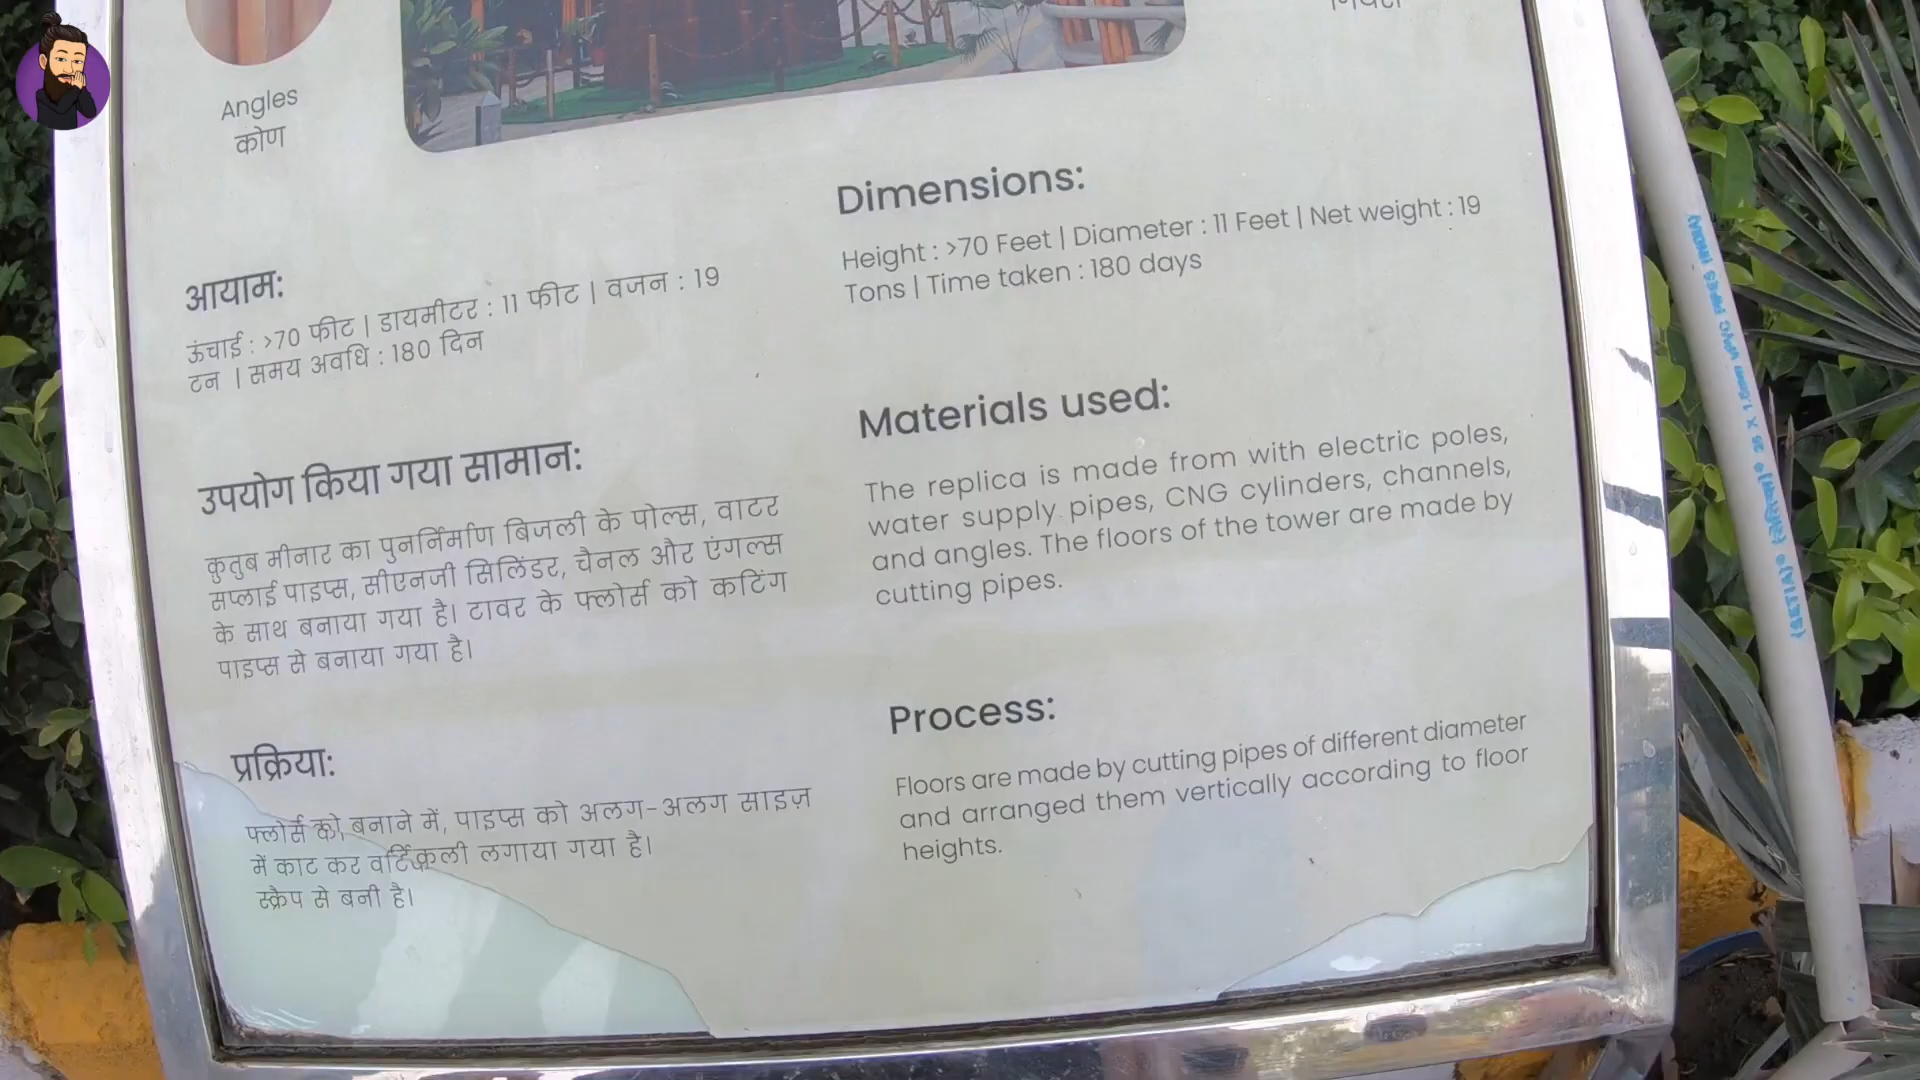 Angles
कोण
आयाम:
ऊंचाई : >70 फीट | डायमीटर : 11 फीट | वजन : 19
टन | समय अवधि : 180 दिन
उपयोग किया गया सामान:
कुतुब मीनार का पुनर्निर्माण बिजली के पोल्स, वाटर
सप्लाई पाइप्स, सीएनजी सिलिंडर, चैनल और एंगल्स
के साथ बनाया गया है। टावर के फ्लोर्स को कटिंग
पाइप्स से बनाया गया है।
प्रक्रिया:
फ्लोर्स को बनाने में, पाइप्स को अलग-अलग साइज़
में काट कर वर्टिकली लगाया गया है।
स्क्रैप से बनी है।
Dimensions:
Height : >70 Feet | Diameter : 11 Feet | Net weight : 19
Tons | Time taken : 180 days
Materials used:
The replica is made from with electric poles,
water supply pipes, CNG cylinders, channels,
and angles. The floors of the tower are made by
cutting pipes.
Process:
Floors are made by cutting pipes of different diameter
and arranged them vertically according to floor
heights.